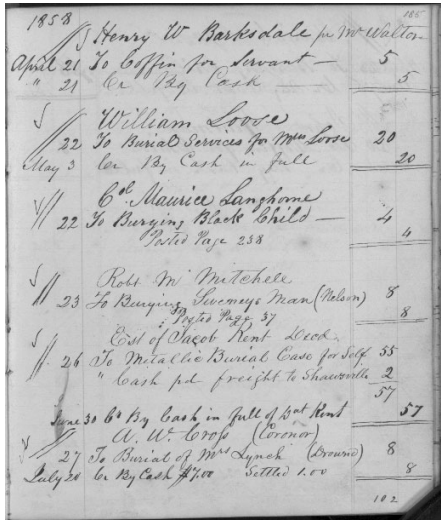 1858 185
Henry W Barksdale pr Mr Walton
April 21 To Coffin for Servant — 5
" 21 Cr By Cash — 5
William Loose
22 To Burial Services for Mrs Loose 20
May 3 Cr By Cash in full 20
Col Maurice Langhorne
22 To Burying Black Child — 4
Posted Page 238 4
Robt M Mitchell
23 To Burying Man (Nelson) 8
Posted Page 37 8
Est of Jacob Kent Decd
26 To Metallic Burial Case for Self 55
" Cash pd freight to Shawsville 2
57
June 30 Cr By Cash in full of Kent 57
A. W. Cross (Coronor)
27 To Burial of Mrs Lynch (Drownd) 8
July 20 Cr By Cash $7.00 Settled 1.00 8
102